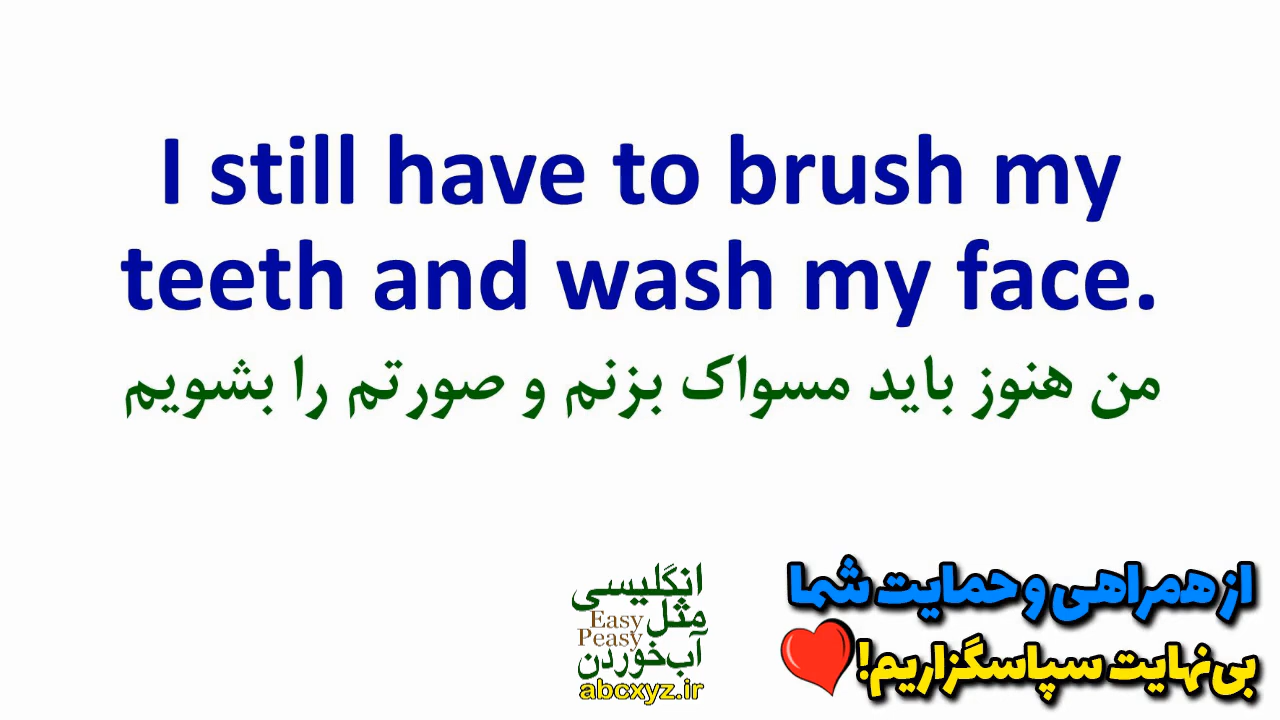 I still have to brush my
teeth and wash my face.
من هنوز باید مسواک بزنم و صورتم را بشویم
انگلیسی
مثل
Easy
Peasy
آب‌خوردن
abcxyz.ir
از همراهی و حمایت شما
بی‌نهایت سپاسگزاریم!